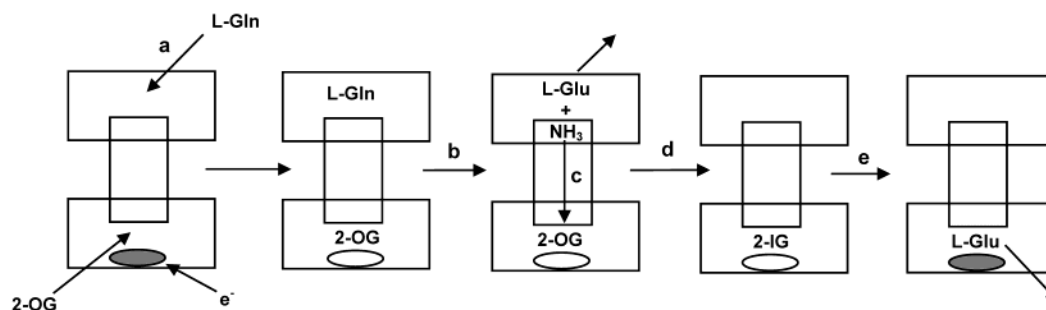 L-Gln
a
2-OG
e-
L-Gln
2-OG
b
L-Glu
+
NH3
c
2-OG
d
2-IG
e
L-Glu